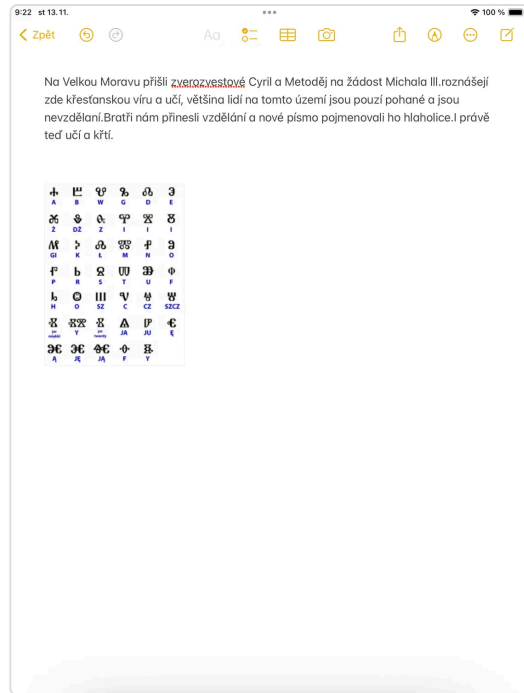 9:22 st 13.11.
100 %
Zpět
Aa
Na Velkou Moravu přišli zverozvestové Cyril a Metoděj na žádost Michala lll.roznášejí
zde křesťanskou víru a učí, většina lidí na tomto území jsou pouzí pohané a jsou
nevzdělaní.Bratři nám přinesli vzdělání a nové písmo pojmenovali ho hlaholice.I právě
teď učí a křtí.
Ⰰ Ⰱ Ⰲ Ⰳ Ⰴ Ⰵ
A B W G D E
Ⰶ Ⰷ Ⰸ
Ż DŻ Z I I I
GI K Ł M N O
P R S T U F
H O SZ C CZ SZCZ
Y JA JU Ę
Ą JĘ JĄ F Y